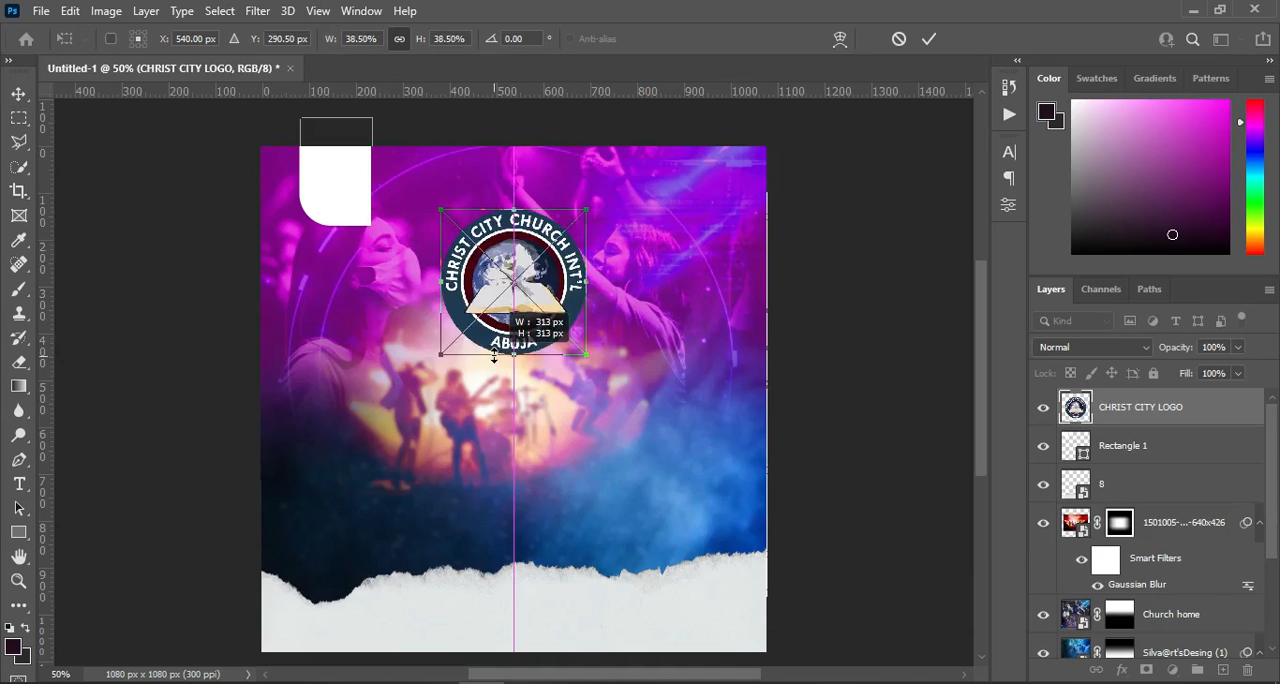 Ps File Edit Image Layer Type Select Filter 3D View Window Help
X: 540.00 px Y: 290.50 px W: 38.50% H: 38.50% 0.00 ° Anti-alias
Untitled-1 @ 50% (CHRIST CITY LOGO, RGB/8) * ×
400 300 200 100 0 100 200 300 400 500 600 700 800 900 1000 1100 1200 1300 1400
Color Swatches Gradients Patterns
CHRIST CITY CHURCH INT'L
ABUJA
W : 313 px
H : 313 px
Layers Channels Paths
Kind
Normal Opacity: 100%
Lock: Fill: 100%
CHRIST CITY LOGO
Rectangle 1
8
1501005-...-640x426
Smart Filters
Gaussian Blur
Church home
Silva@rt'sDesing (1)
50% 1080 px x 1080 px (300 ppi)